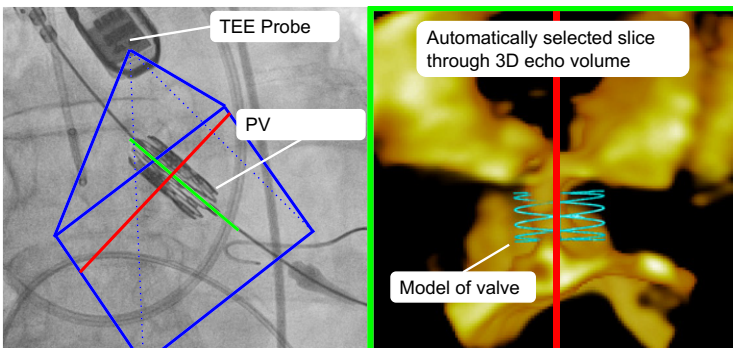 TEE Probe
PV
Automatically selected slice
through 3D echo volume
Model of valve